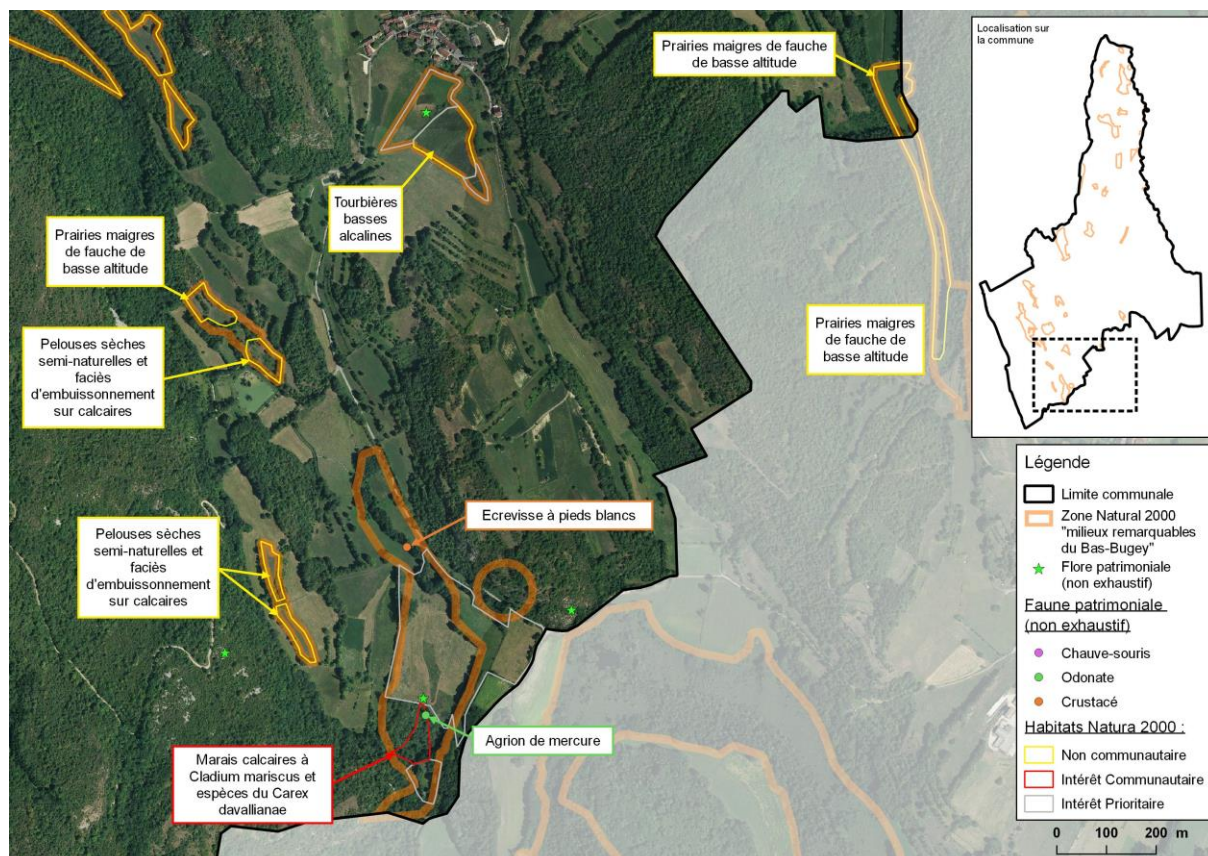 Prairies maigres de fauche
de basse altitude
Localisation sur
la commune
Tourbières
basses
alcalines
Prairies maigres
de fauche de
basse altitude
Pelouses sèches
semi-naturelles et
faciès
d'embuissonnement
sur calcaires
Prairies maigres
de fauche de
basse altitude
Ecrevisse à pieds blancs
Pelouses sèches
semi-naturelles et
faciès
d'embuissonnement
sur calcaires
Agrion de mercure
Marais calcaires à
Cladium mariscus et
espèces du Carex
davallianae
Légende
Limite communale
Zone Natural 2000
"milieux remarquables
du Bas-Bugey"
Flore patrimoniale
(non exhaustif)
Faune patrimoniale
(non exhaustif)
Chauve-souris
Odonate
Crustacé
Habitats Natura 2000 :
Non communautaire
Intérêt Communautaire
Intérêt Prioritaire
0 100 200 m